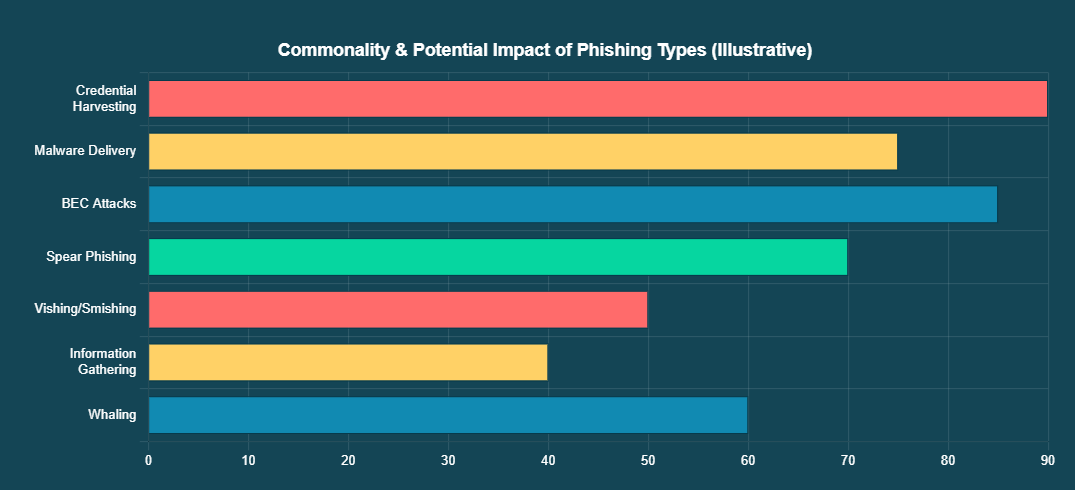 Commonality & Potential Impact of Phishing Types (Illustrative)
Credential
Harvesting
Malware Delivery
BEC Attacks
Spear Phishing
Vishing/Smishing
Information
Gathering
Whaling
0 10 20 30 40 50 60 70 80 90